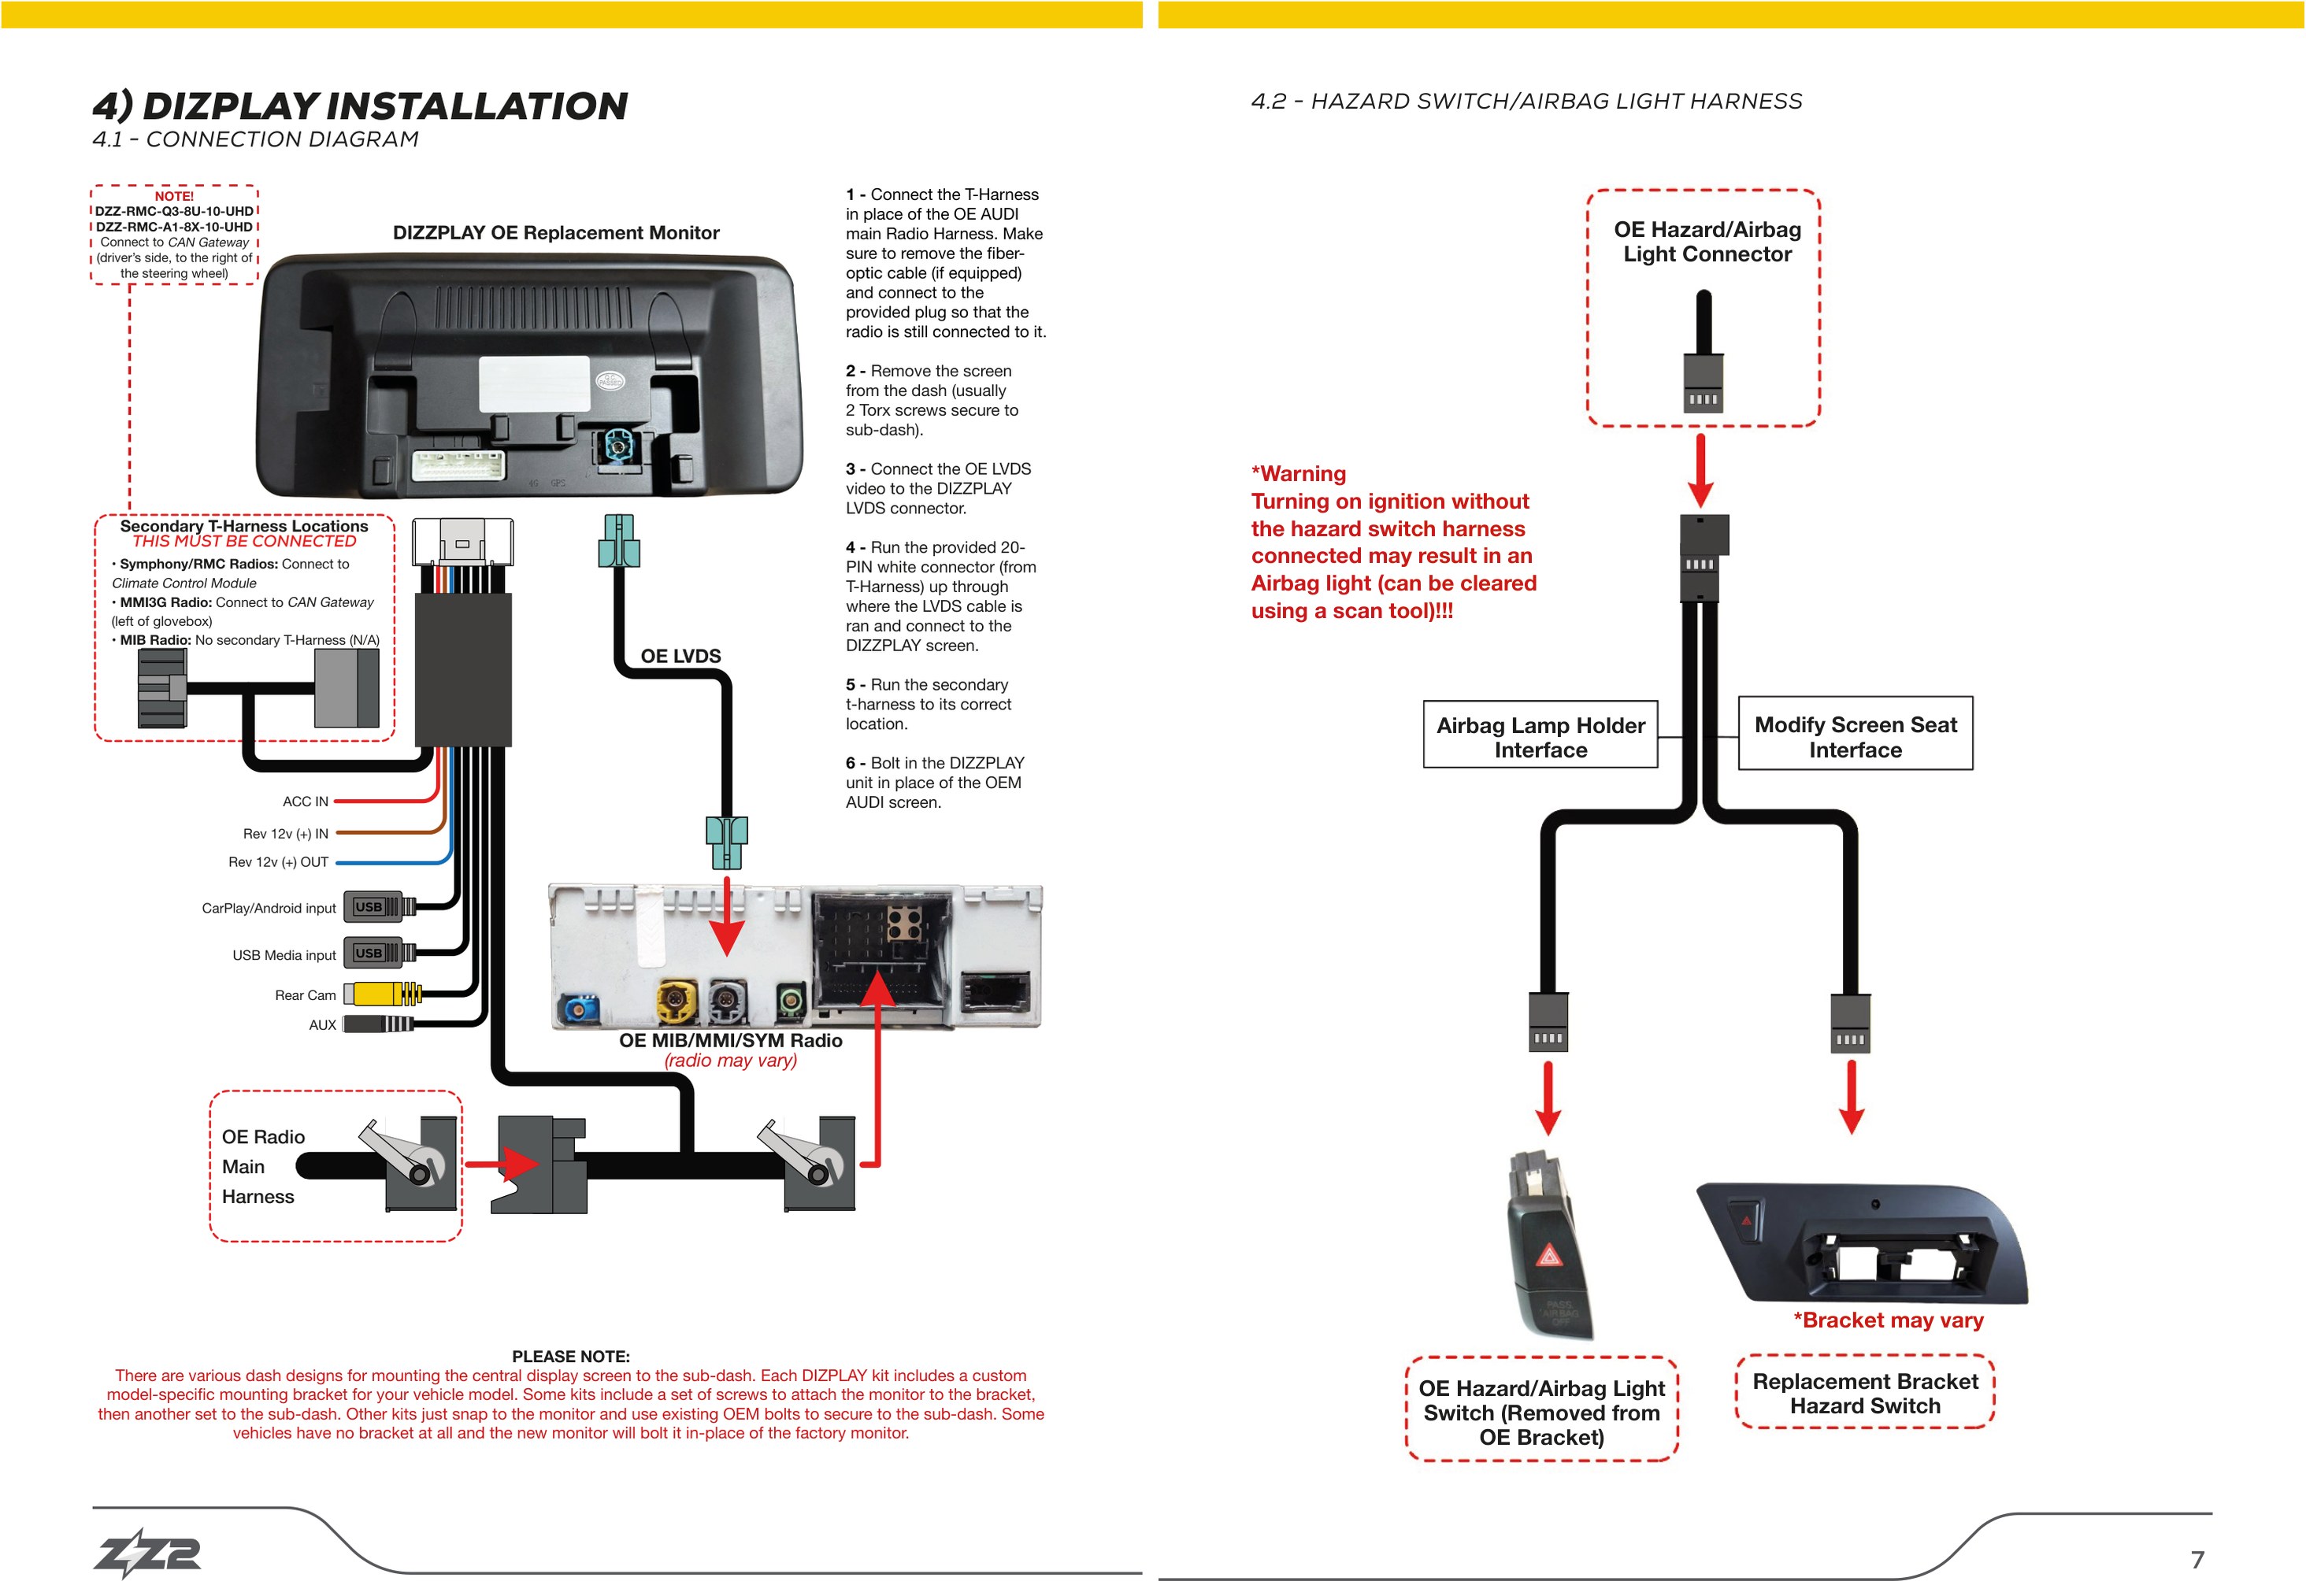 4) DIZPLAY INSTALLATION
4.1 - CONNECTION DIAGRAM
NOTE!
DZZ-RMC-Q3-8U-10-UHD
DZZ-RMC-A1-8X-10-UHD
Connect to CAN Gateway
(driver's side, to the right of
the steering wheel)
DIZZPLAY OE Replacement Monitor
4G GPS
Secondary T-Harness Locations
THIS MUST BE CONNECTED
• Symphony/RMC Radios: Connect to
Climate Control Module
• MMI3G Radio: Connect to CAN Gateway
(left of glovebox)
• MIB Radio: No secondary T-Harness (N/A)
OE LVDS
ACC IN
Rev 12v (+) IN
Rev 12v (+) OUT
CarPlay/Android input
USB
USB Media input
USB
Rear Cam
AUX
OE MIB/MMI/SYM Radio
(radio may vary)
OE Radio
Main
Harness
1 - Connect the T-Harness
in place of the OE AUDI
main Radio Harness. Make
sure to remove the fiber-
optic cable (if equipped)
and connect to the
provided plug so that the
radio is still connected to it.
2 - Remove the screen
from the dash (usually
2 Torx screws secure to
sub-dash).
3 - Connect the OE LVDS
video to the DIZZPLAY
LVDS connector.
4 - Run the provided 20-
PIN white connector (from
T-Harness) up through
where the LVDS cable is
ran and connect to the
DIZZPLAY screen.
5 - Run the secondary
t-harness to its correct
location.
6 - Bolt in the DIZZPLAY
unit in place of the OEM
AUDI screen.
PLEASE NOTE:
There are various dash designs for mounting the central display screen to the sub-dash. Each DIZPLAY kit includes a custom
model-specific mounting bracket for your vehicle model. Some kits include a set of screws to attach the monitor to the bracket,
then another set to the sub-dash. Other kits just snap to the monitor and use existing OEM bolts to secure to the sub-dash. Some
vehicles have no bracket at all and the new monitor will bolt it in-place of the factory monitor.
ZZ2
4.2 - HAZARD SWITCH/AIRBAG LIGHT HARNESS
OE Hazard/Airbag
Light Connector
*Warning
Turning on ignition without
the hazard switch harness
connected may result in an
Airbag light (can be cleared
using a scan tool)!!!
Airbag Lamp Holder
Interface
Modify Screen Seat
Interface
PASS
AIR BAG
OFF
*Bracket may vary
OE Hazard/Airbag Light
Switch (Removed from
OE Bracket)
Replacement Bracket
Hazard Switch
7